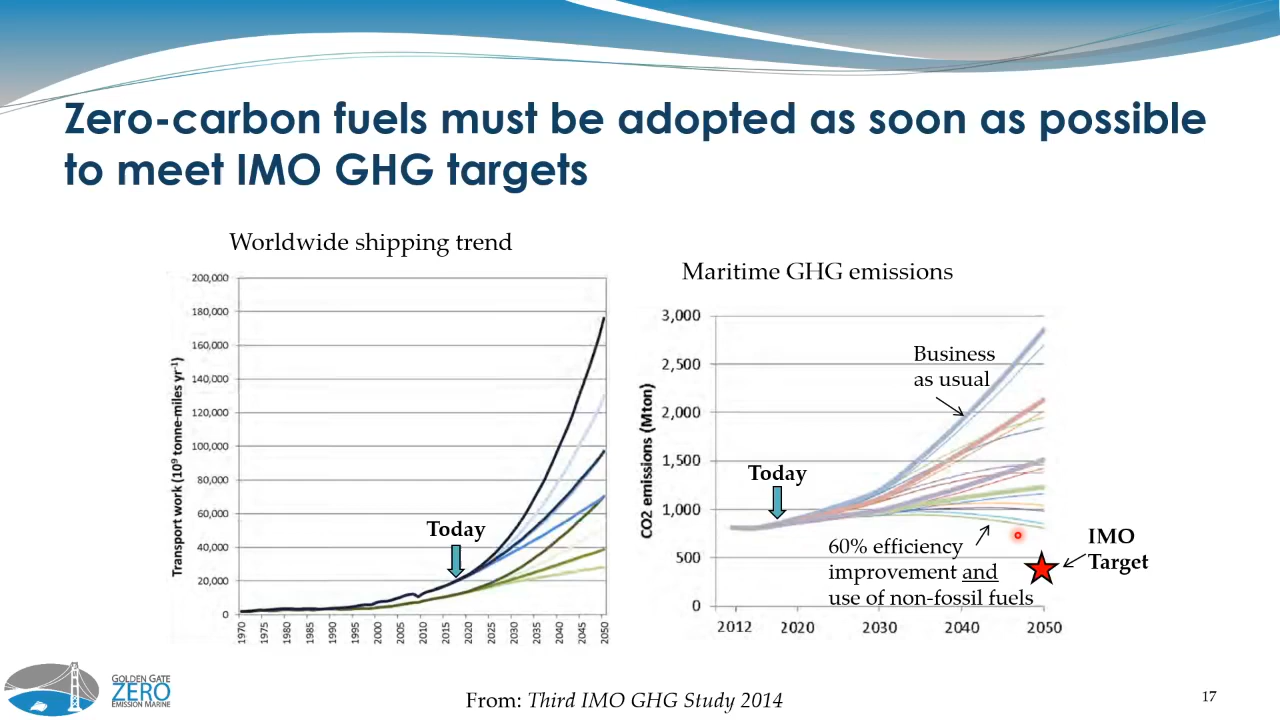 Zero-carbon fuels must be adopted as soon as possible
to meet IMO GHG targets
Worldwide shipping trend
200,000
180,000
160,000
140,000
120,000
100,000
80,000
60,000
40,000
20,000
0
Transport work (10⁹ tonne-miles yr⁻¹)
Today
1970
1975
1980
1985
1990
1995
2000
2005
2010
2015
2020
2025
2030
2035
2040
2045
2050
Maritime GHG emissions
3,000
2,500
2,000
1,500
1,000
500
0
CO2 emissions (Mton)
Business
as usual
Today
60% efficiency
improvement and
use of non-fossil fuels
IMO
Target
2012
2020
2030
2040
2050
GOLDEN GATE
ZERO
EMISSION MARINE
From: Third IMO GHG Study 2014
17